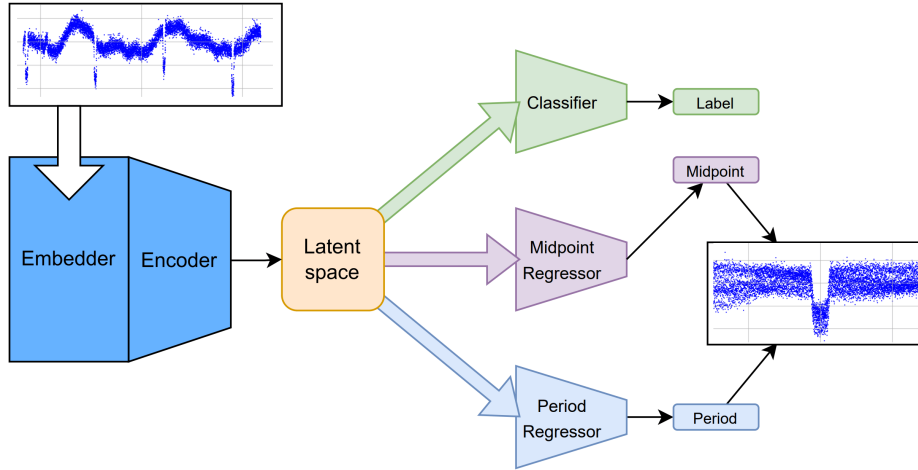 Classifier
Label
Midpoint
Embedder
Encoder
Latent
space
Midpoint
Regressor
Period
Regressor
Period